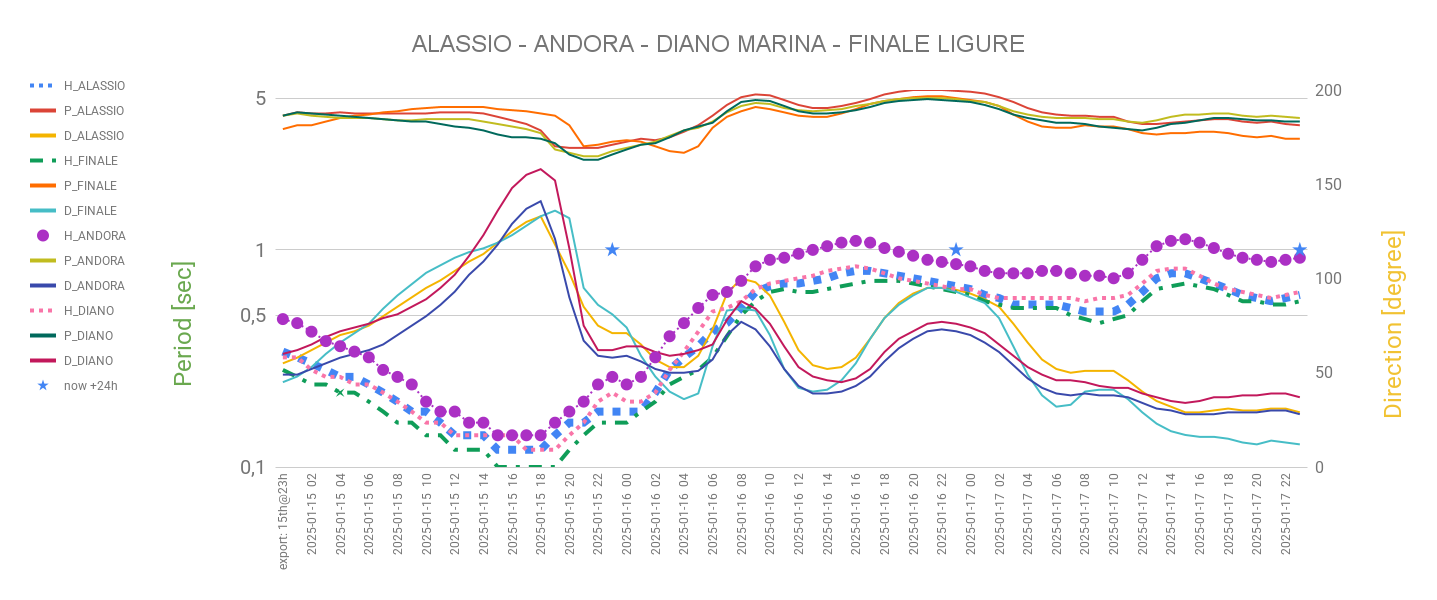 ALASSIO - ANDORA - DIANO MARINA - FINALE LIGURE
H_ALASSIO
P_ALASSIO
D_ALASSIO
H_FINALE
P_FINALE
D_FINALE
H_ANDORA
P_ANDORA
D_ANDORA
H_DIANO
P_DIANO
D_DIANO
now +24h
Period [sec]
5
1
0.5
0,1
200
150
100
50
0
Direction [degree]
export: 15th@23h
2025-01-15 02
2025-01-15 04
2025-01-15 06
2025-01-15 08
2025-01-15 10
2025-01-15 12
2025-01-15 14
2025-01-15 16
2025-01-15 18
2025-01-15 20
2025-01-15 22
2025-01-16 00
2025-01-16 02
2025-01-16 04
2025-01-16 06
2025-01-16 08
2025-01-16 10
2025-01-16 12
2025-01-16 14
2025-01-16 16
2025-01-16 18
2025-01-16 20
2025-01-16 22
2025-01-17 00
2025-01-17 02
2025-01-17 04
2025-01-17 06
2025-01-17 08
2025-01-17 10
2025-01-17 12
2025-01-17 14
2025-01-17 16
2025-01-17 18
2025-01-17 20
2025-01-17 22